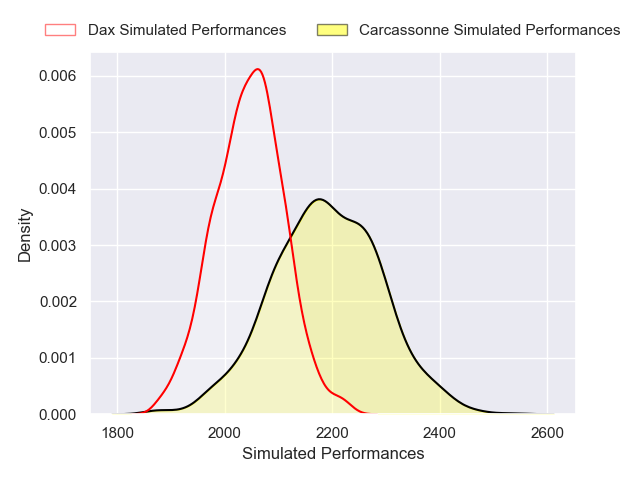 Dax Simulated Performances
Carcassonne Simulated Performances
0.006
0.005
0.004
0.003
0.002
0.001
0.000
Density
1800 2000 2200 2400 2600
Simulated Performances